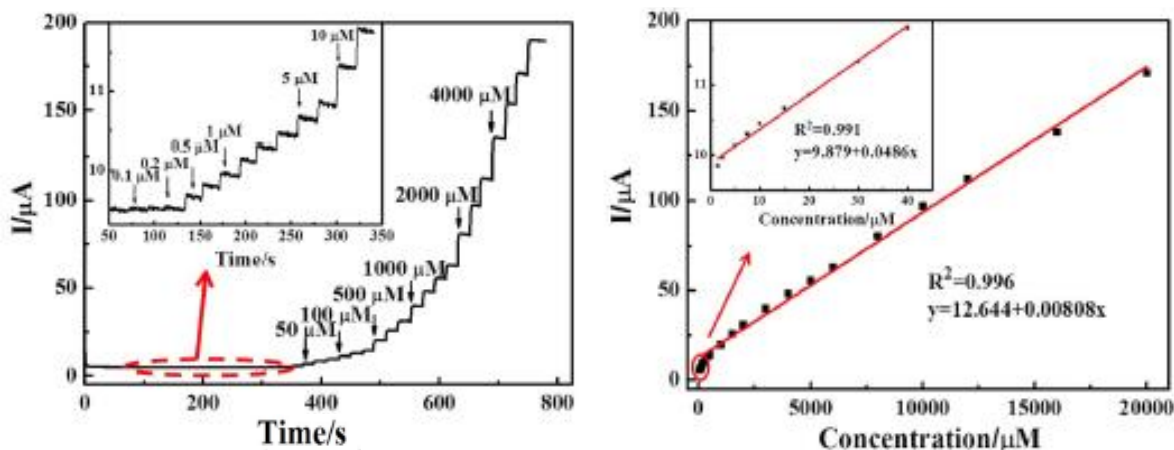 200
150
100
50
0
I/µA
0
200
400
600
800
Time/s
50 µM
100 µM
500 µM
1000 µM
2000 µM
4000 µM
11
10
50
100
150
200
250
300
350
Time/s
0.1 µM
0.2 µM
0.5 µM
1 µM
5 µM
10 µM
200
150
100
50
0
I/µA
0
5000
10000
15000
20000
Concentration/µM
R²=0.996
y=12.644+0.00808x
11
10
0
10
20
30
40
Concentration/µM
R²=0.991
y=9.879+0.0486x